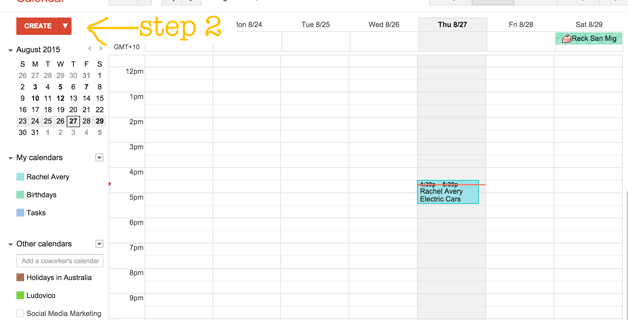 Calendar
CREATE
step 2
Mon 8/24
Tue 8/25
Wed 8/26
Thu 8/27
Fri 8/28
Sat 8/29
GMT+10
Reck San Mig
August 2015
S M T W T F S
26 27 28 29 30 31 1
2 3 4 5 6 7 8
9 10 11 12 13 14 15
16 17 18 19 20 21 22
23 24 25 26 27 28 29
30 31 1 2 3 4 5
12pm
1pm
2pm
3pm
4pm
5pm
6pm
7pm
8pm
9pm
4:30p - 5:30p
Rachel Avery
Electric Cars
My calendars
Rachel Avery
Birthdays
Tasks
Other calendars
Add a coworker's calendar
Holidays in Australia
Ludovico
Social Media Marketing